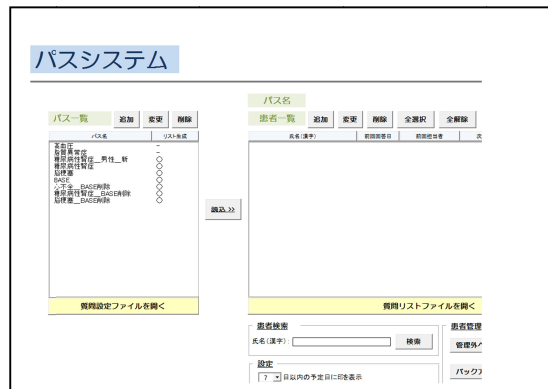 パスシステム
パス名
パス一覧 追加 変更 削除
患者一覧 追加 変更 削除 全選択 全解除
パス名 リスト生成
氏名(漢字) 前回回答日 前回担当者 次
高血圧 -
脂質異常症 -
糖尿病性腎症__男性__新 ○
糖尿病性腎症 ○
脳梗塞 ○
BASE ○
心不全__BASE削除 ○
糖尿病性腎症__BASE削除 ○
脳梗塞__BASE削除 ○
読込 >>
質問設定ファイルを開く
質問リストファイルを開く
患者検索
氏名(漢字): 検索
設定
7 日以内の予定日に印を表示
患者管理
管理外へ
バックア